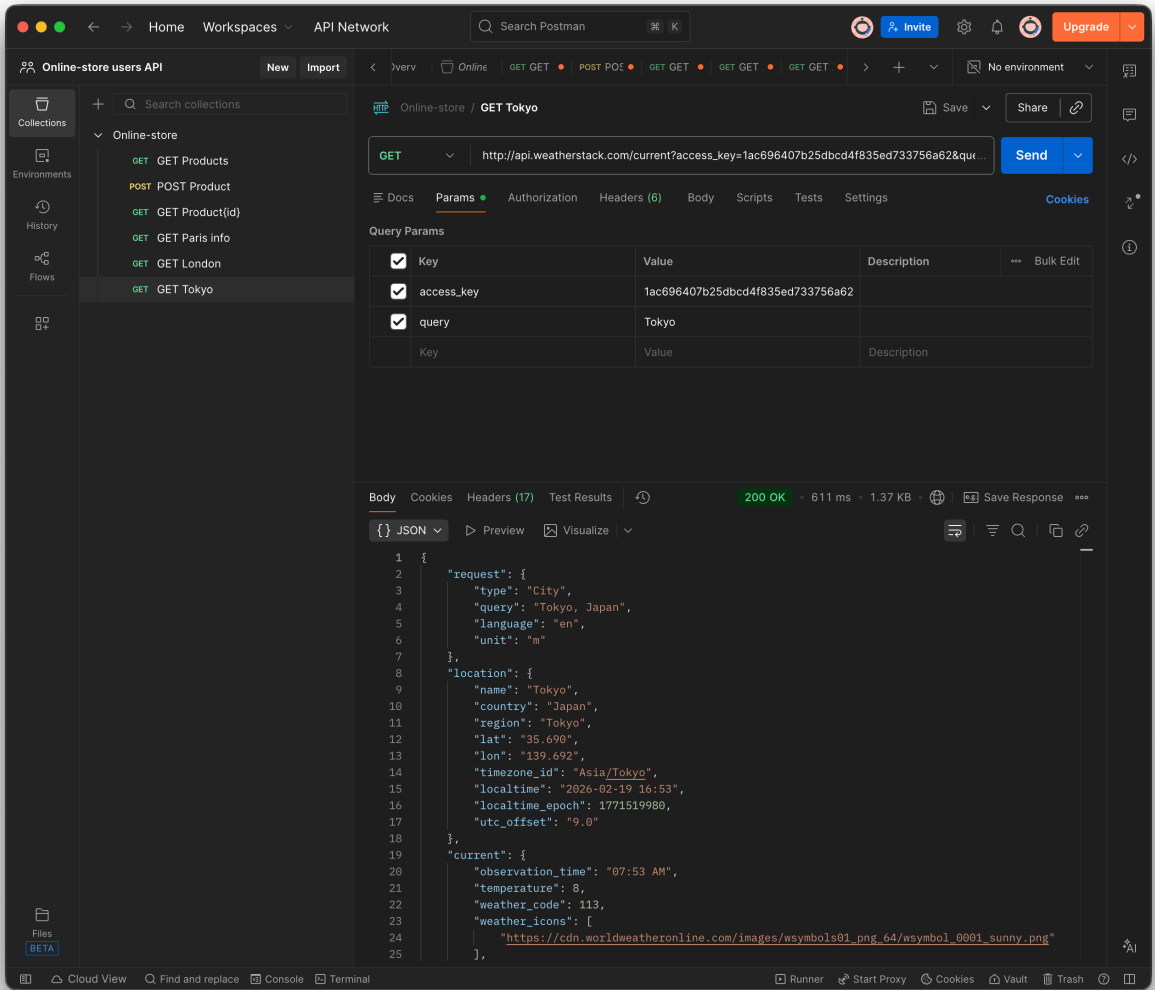 Home Workspaces API Network Search Postman ⌘ K Invite Upgrade
Online-store users API New Import
Overv Online GET GET POST POS GET GET GET GET GET GET No environment
Collections
Environments
History
Flows
Files
BETA
Search collections
Online-store
GET GET Products
POST POST Product
GET GET Product{id}
GET GET Paris info
GET GET London
GET GET Tokyo
HTTP Online-store / GET Tokyo Save Share
GET http://api.weatherstack.com/current?access_key=1ac696407b25dbcd4f835ed733756a62&que... Send
Docs Params Authorization Headers (6) Body Scripts Tests Settings Cookies
Query Params
Key Value Description Bulk Edit
access_key 1ac696407b25dbcd4f835ed733756a62
query Tokyo
Key Value Description
Body Cookies Headers (17) Test Results 200 OK • 611 ms • 1.37 KB • Save Response
{} JSON Preview Visualize
1 {
2 "request": {
3 "type": "City",
4 "query": "Tokyo, Japan",
5 "language": "en",
6 "unit": "m"
7 },
8 "location": {
9 "name": "Tokyo",
10 "country": "Japan",
11 "region": "Tokyo",
12 "lat": "35.690",
13 "lon": "139.692",
14 "timezone_id": "Asia/Tokyo",
15 "localtime": "2026-02-19 16:53",
16 "localtime_epoch": 1771519980,
17 "utc_offset": "9.0"
18 },
19 "current": {
20 "observation_time": "07:53 AM",
21 "temperature": 8,
22 "weather_code": 113,
23 "weather_icons": [
24 "https://cdn.worldweatheronline.com/images/wsymbols01_png_64/wsymbol_0001_sunny.png"
25 ],
AI
Cloud View Find and replace Console Terminal Runner Start Proxy Cookies Vault Trash